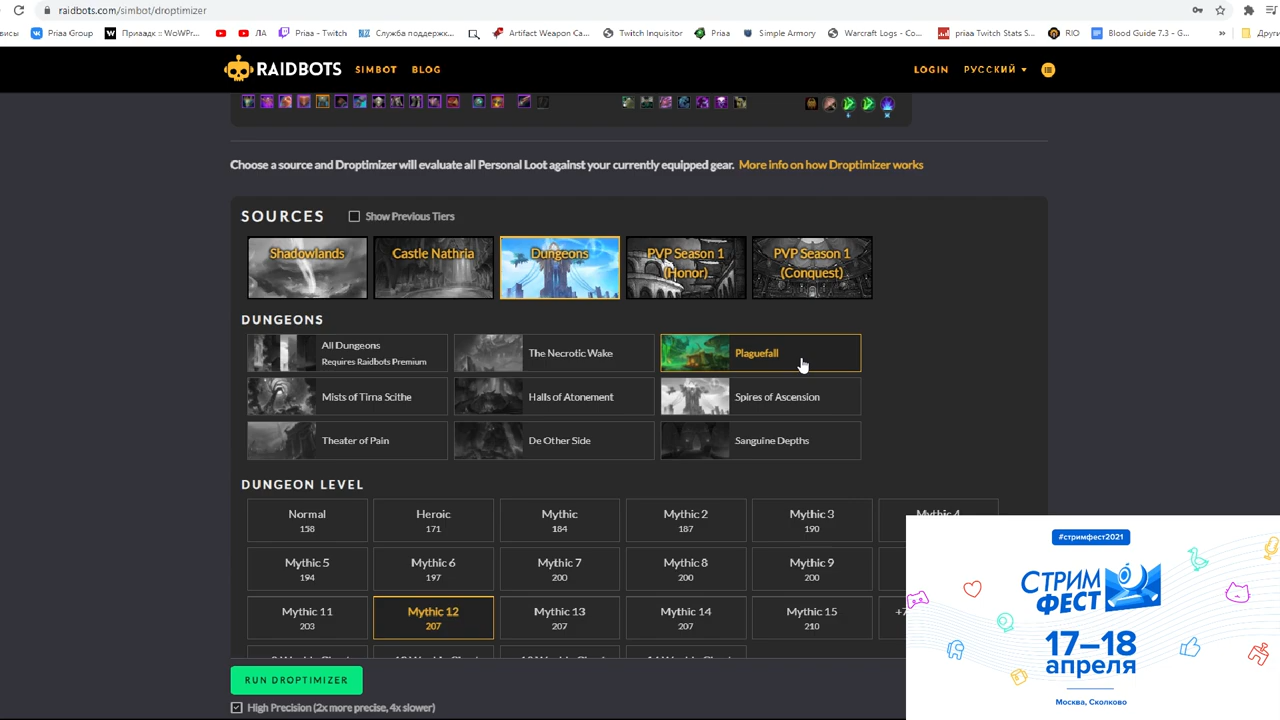 raidbots.com/simbot/droptimizer
висы Priaa Group Приаадк :: WoWPr... ЛА Priaa - Twitch Служба поддержк... Artifact Weapon Ca... Twitch Inquisitor Priaa Simple Armory Warcraft Logs - Co... priaa Twitch Stats S... RIO Blood Guide 7.3 - G... » Други
RAIDBOTS SIMBOT BLOG LOGIN РУССКИЙ
Choose a source and Droptimizer will evaluate all Personal Loot against your currently equipped gear. More info on how Droptimizer works
SOURCES Show Previous Tiers
Shadowlands Castle Nathria Dungeons PVP Season 1 (Honor) PVP Season 1 (Conquest)
DUNGEONS
All Dungeons The Necrotic Wake Plaguefall
Requires Raidbots Premium
Mists of Tirna Scithe Halls of Atonement Spires of Ascension
Theater of Pain De Other Side Sanguine Depths
DUNGEON LEVEL
Normal Heroic Mythic Mythic 2 Mythic 3 Mythic 4
158 171 184 187 190
Mythic 5 Mythic 6 Mythic 7 Mythic 8 Mythic 9
194 197 200 200 200
Mythic 11 Mythic 12 Mythic 13 Mythic 14 Mythic 15
203 207 207 207 210
RUN DROPTIMIZER
High Precision (2x more precise, 4x slower)
#стримфест2021
СТРИМ
ФЕСТ
17–18
апреля
Москва, Сколково